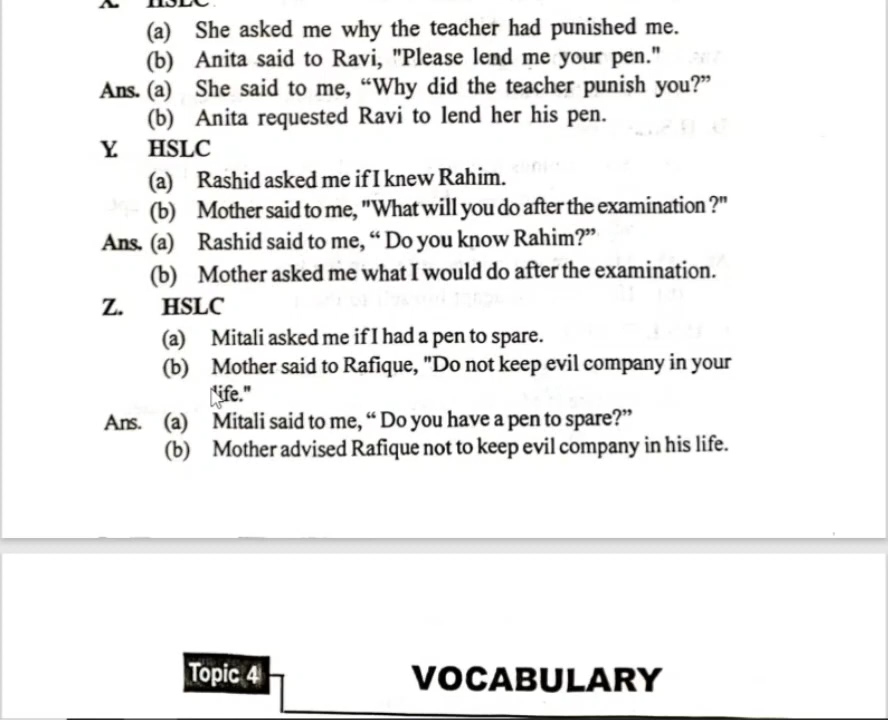 X. HSLC
(a) She asked me why the teacher had punished me.
(b) Anita said to Ravi, "Please lend me your pen."
Ans. (a) She said to me, “Why did the teacher punish you?”
(b) Anita requested Ravi to lend her his pen.
Y. HSLC
(a) Rashid asked me if I knew Rahim.
(b) Mother said to me, "What will you do after the examination ?"
Ans. (a) Rashid said to me, “ Do you know Rahim?”
(b) Mother asked me what I would do after the examination.
Z. HSLC
(a) Mitali asked me if I had a pen to spare.
(b) Mother said to Rafique, "Do not keep evil company in your
life."
Ans. (a) Mitali said to me, “ Do you have a pen to spare?”
(b) Mother advised Rafique not to keep evil company in his life.
Topic 4
VOCABULARY